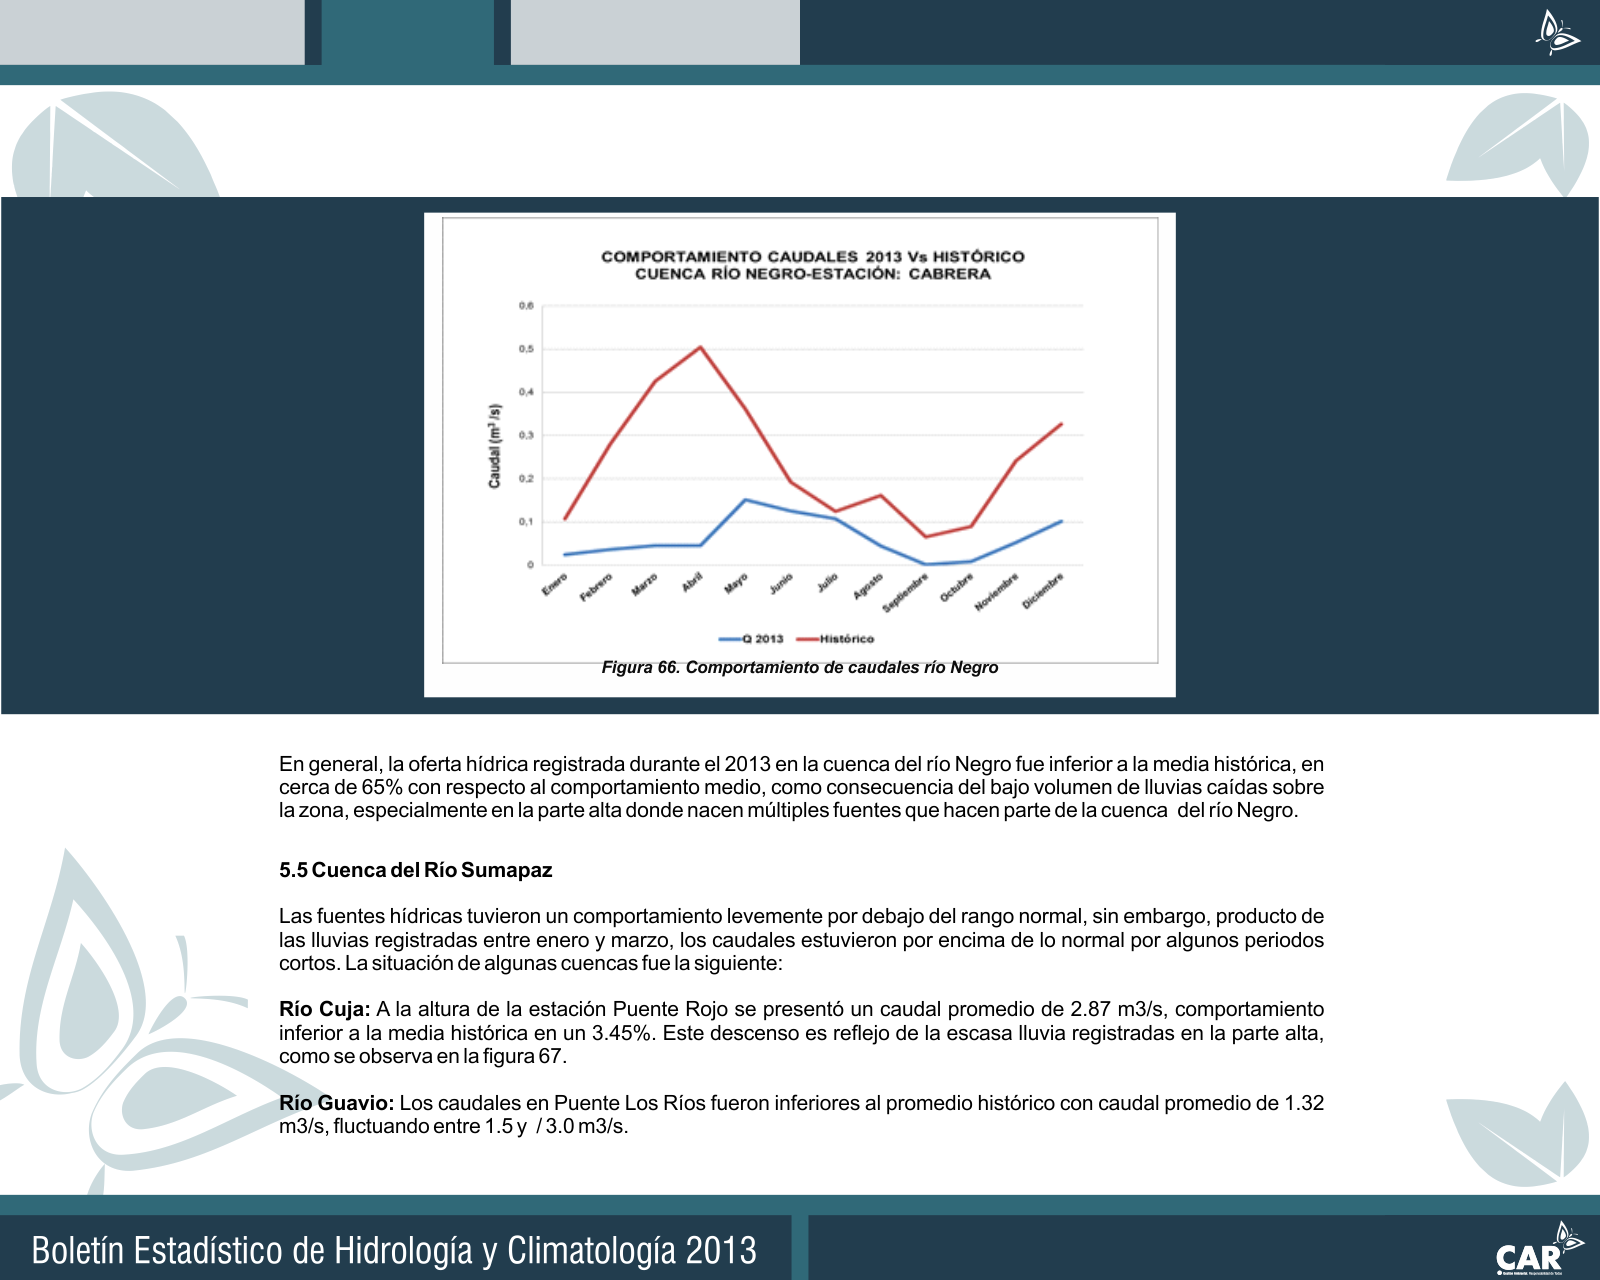 COMPORTAMIENTO CAUDALES 2013 Vs HISTÓRICO
CUENCA RÍO NEGRO-ESTACIÓN: CABRERA
0,6
0,5
0,4
0,3
0,2
0,1
0
Caudal (m³/s)
Enero
Febrero
Marzo
Abril
Mayo
Junio
Julio
Agosto
Septiembre
Octubre
Noviembre
Diciembre
Q 2013
Histórico
Figura 66. Comportamiento de caudales río Negro
En general, la oferta hídrica registrada durante el 2013 en la cuenca del río Negro fue inferior a la media histórica, en
cerca de 65% con respecto al comportamiento medio, como consecuencia del bajo volumen de lluvias caídas sobre
la zona, especialmente en la parte alta donde nacen múltiples fuentes que hacen parte de la cuenca del río Negro.
5.5 Cuenca del Río Sumapaz
Las fuentes hídricas tuvieron un comportamiento levemente por debajo del rango normal, sin embargo, producto de
las lluvias registradas entre enero y marzo, los caudales estuvieron por encima de lo normal por algunos periodos
cortos. La situación de algunas cuencas fue la siguiente:
Río Cuja: A la altura de la estación Puente Rojo se presentó un caudal promedio de 2.87 m3/s, comportamiento
inferior a la media histórica en un 3.45%. Este descenso es reflejo de la escasa lluvia registradas en la parte alta,
como se observa en la figura 67.
Río Guavio: Los caudales en Puente Los Ríos fueron inferiores al promedio histórico con caudal promedio de 1.32
m3/s, fluctuando entre 1.5 y / 3.0 m3/s.
Boletín Estadístico de Hidrología y Climatología 2013
CAR